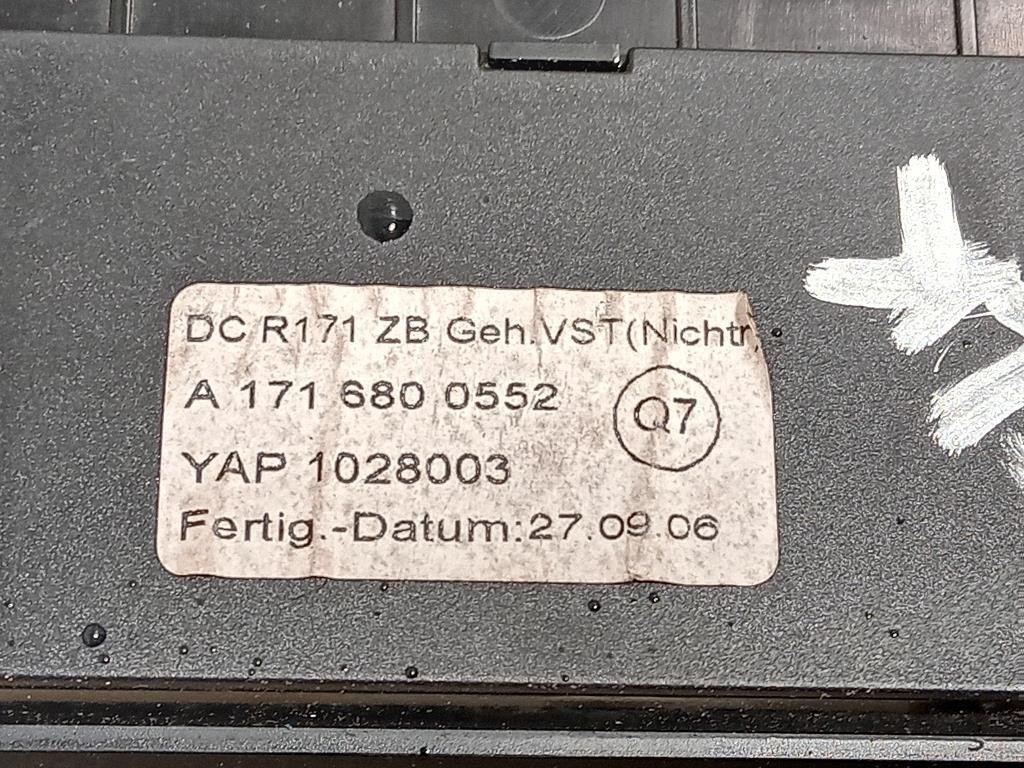 DC R171 ZB Geh.VST(Nichtr,
A 171 680 0552
Q7
YAP 1028003
Fertig.-Datum:27.09.06